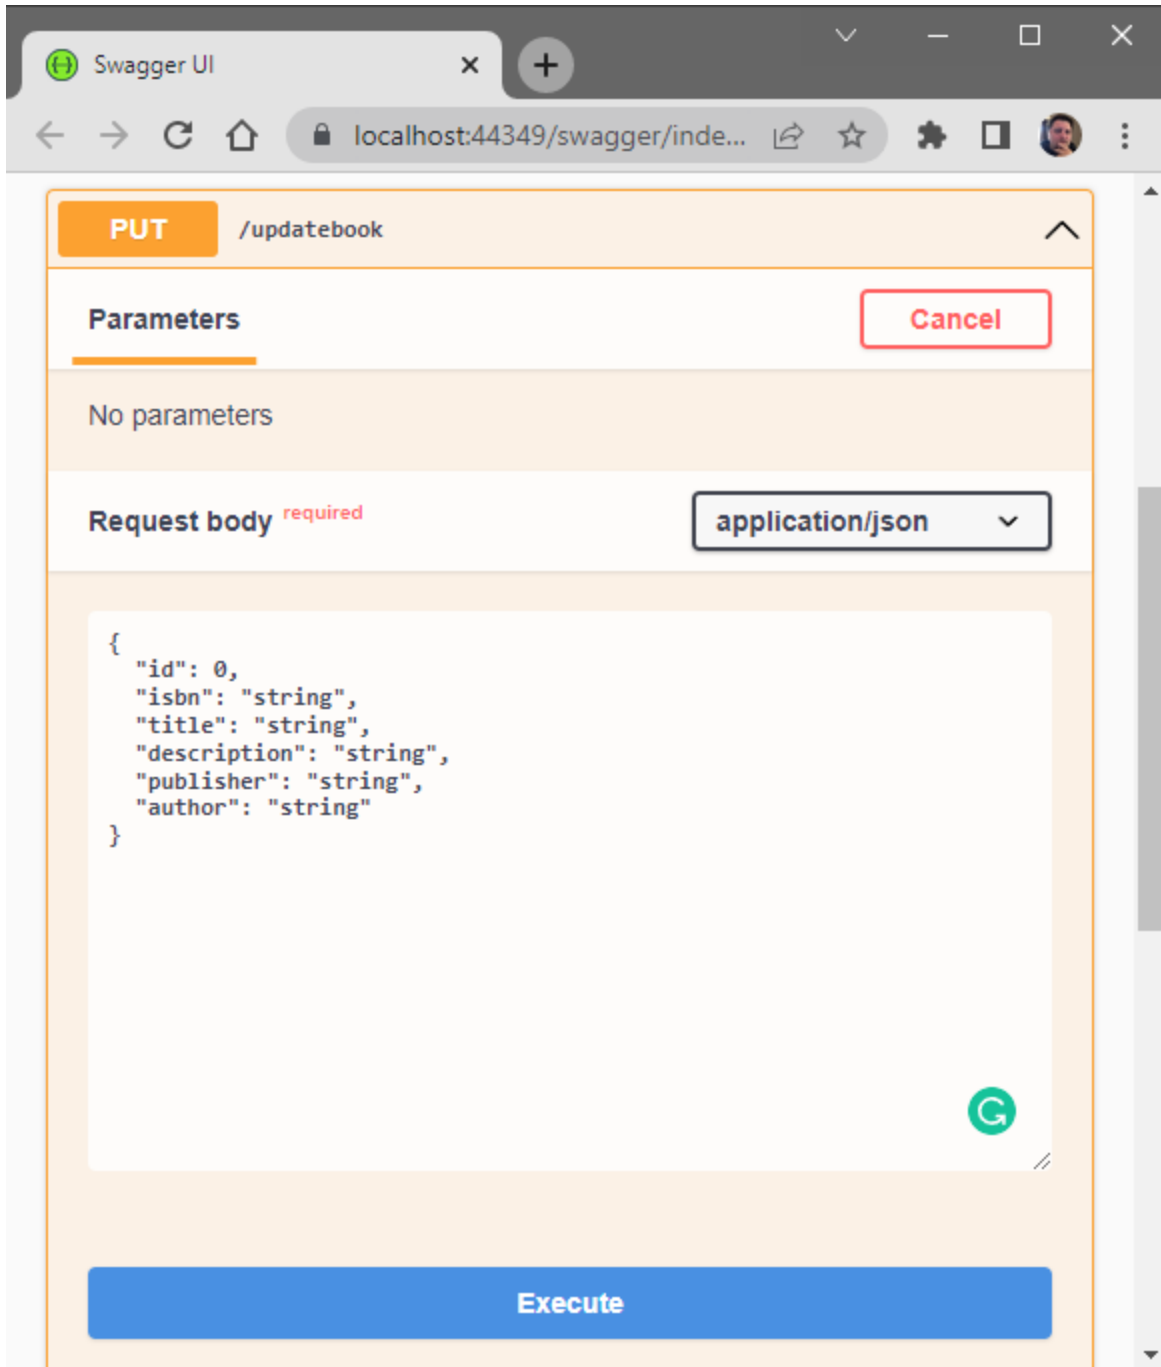 Swagger UI
localhost:44349/swagger/inde...
PUT /updatebook
Parameters
Cancel
No parameters
Request body required
application/json
{
  "id": 0,
  "isbn": "string",
  "title": "string",
  "description": "string",
  "publisher": "string",
  "author": "string"
}
Execute